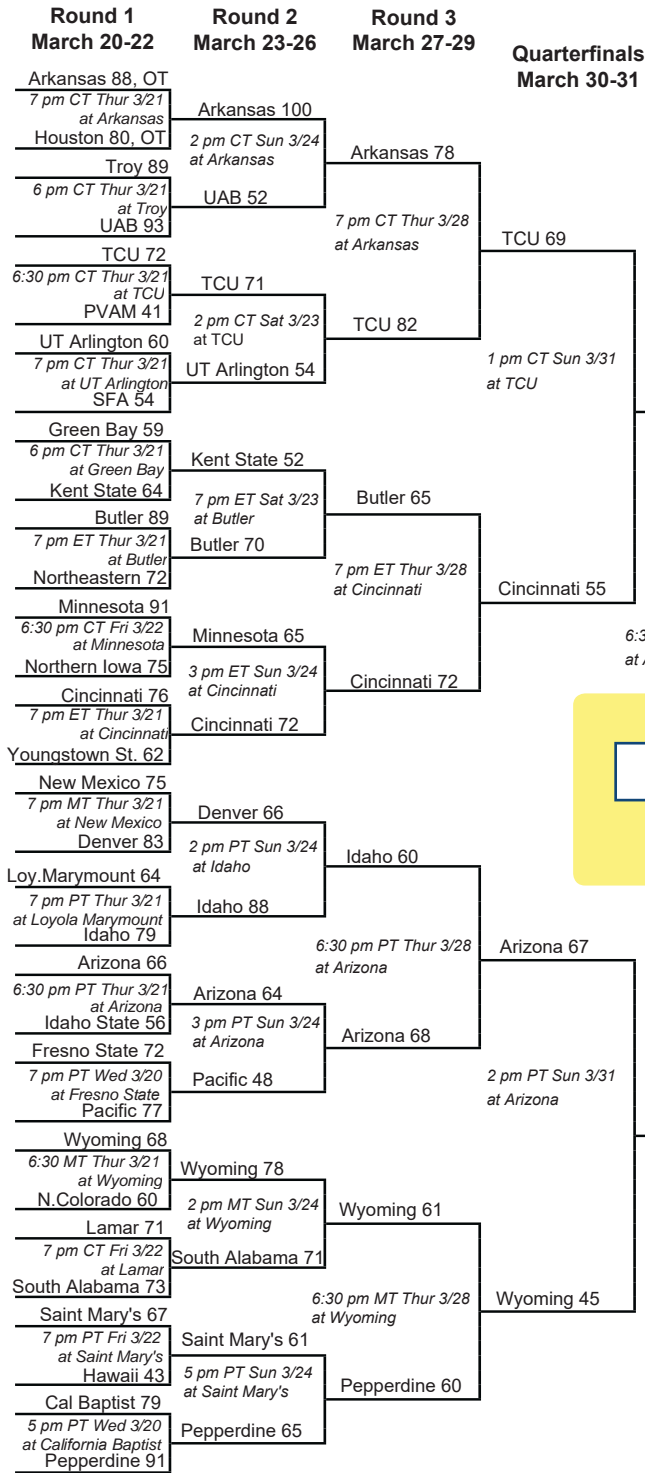 Round 1
March 20-22
Round 2
March 23-26
Round 3
March 27-29
Quarterfinals
March 30-31
Arkansas 88, OT
7 pm CT Thur 3/21
at Arkansas
Houston 80, OT
Troy 89
6 pm CT Thur 3/21
at Troy
UAB 93
TCU 72
6:30 pm CT Thur 3/21
at TCU
PVAM 41
UT Arlington 60
7 pm CT Thur 3/21
at UT Arlington
SFA 54
Green Bay 59
6 pm CT Thur 3/21
at Green Bay
Kent State 64
Butler 89
7 pm ET Thur 3/21
at Butler
Northeastern 72
Minnesota 91
6:30 pm CT Fri 3/22
at Minnesota
Northern Iowa 75
Cincinnati 76
7 pm ET Thur 3/21
at Cincinnati
Youngstown St. 62
New Mexico 75
7 pm MT Thur 3/21
at New Mexico
Denver 83
Loy.Marymount 64
7 pm PT Thur 3/21
at Loyola Marymount
Idaho 79
Arizona 66
6:30 pm PT Thur 3/21
at Arizona
Idaho State 56
Fresno State 72
7 pm PT Wed 3/20
at Fresno State
Pacific 77
Wyoming 68
6:30 MT Thur 3/21
at Wyoming
N.Colorado 60
Lamar 71
7 pm CT Fri 3/22
at Lamar
South Alabama 73
Saint Mary's 67
7 pm PT Fri 3/22
at Saint Mary's
Hawaii 43
Cal Baptist 79
5 pm PT Wed 3/20
at California Baptist
Pepperdine 91
Arkansas 100
2 pm CT Sun 3/24
at Arkansas
UAB 52
TCU 71
2 pm CT Sat 3/23
at TCU
UT Arlington 54
Kent State 52
7 pm ET Sat 3/23
at Butler
Butler 70
Minnesota 65
3 pm ET Sun 3/24
at Cincinnati
Cincinnati 72
Denver 66
2 pm PT Sun 3/24
at Idaho
Idaho 88
Arizona 64
3 pm PT Sun 3/24
at Arizona
Pacific 48
Wyoming 78
2 pm MT Sun 3/24
at Wyoming
South Alabama 71
Saint Mary's 61
5 pm PT Sun 3/24
at Saint Mary's
Pepperdine 65
Arkansas 78
7 pm CT Thur 3/28
at Arkansas
TCU 82
Butler 65
7 pm ET Thur 3/28
at Cincinnati
Cincinnati 72
Idaho 60
6:30 pm PT Thur 3/28
at Arizona
Arizona 68
Wyoming 61
6:30 pm MT Thur 3/28
at Wyoming
Pepperdine 60
TCU 69
1 pm CT Sun 3/31
at TCU
Cincinnati 55
Arizona 67
2 pm PT Sun 3/31
at Arizona
Wyoming 45
at